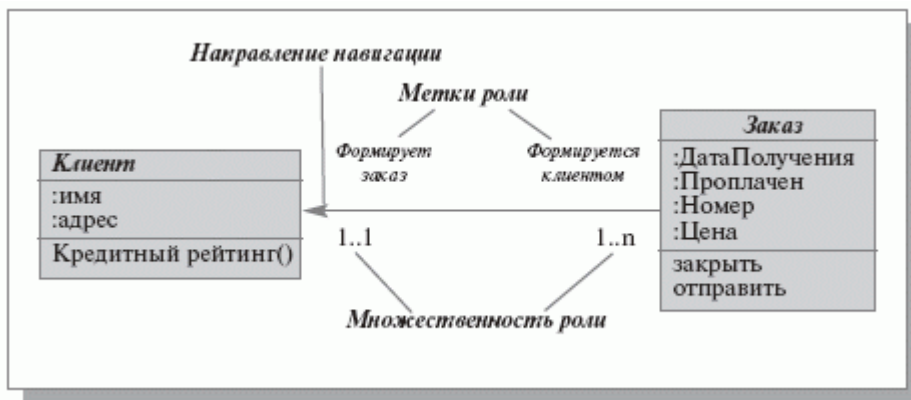 Направление навигации
Метки роли
Формирует
заказ
Формируется
клиентом
Клиент
:имя
:адрес
Кредитный рейтинг()
1..1
1..n
Множественность роли
Заказ
:ДатаПолучения
:Проплачен
:Номер
:Цена
закрыть
отправить